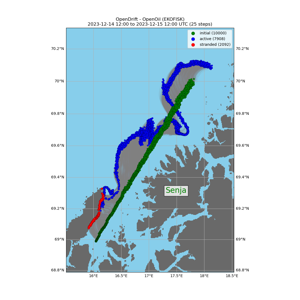 OpenDrift - OpenOil (EKOFISK)
2023-12-14 12:00 to 2023-12-15 12:00 UTC (25 steps)
initial (10000)
active (7908)
stranded (2092)
70.2°N
70.2°N
70°N
70°N
69.8°N
69.8°N
69.6°N
69.6°N
Senja
69.4°N
69.4°N
69.2°N
69.2°N
69°N
69°N
68.8°N
68.8°N
16°E
16.5°E
17°E
17.5°E
18°E
18.5°E